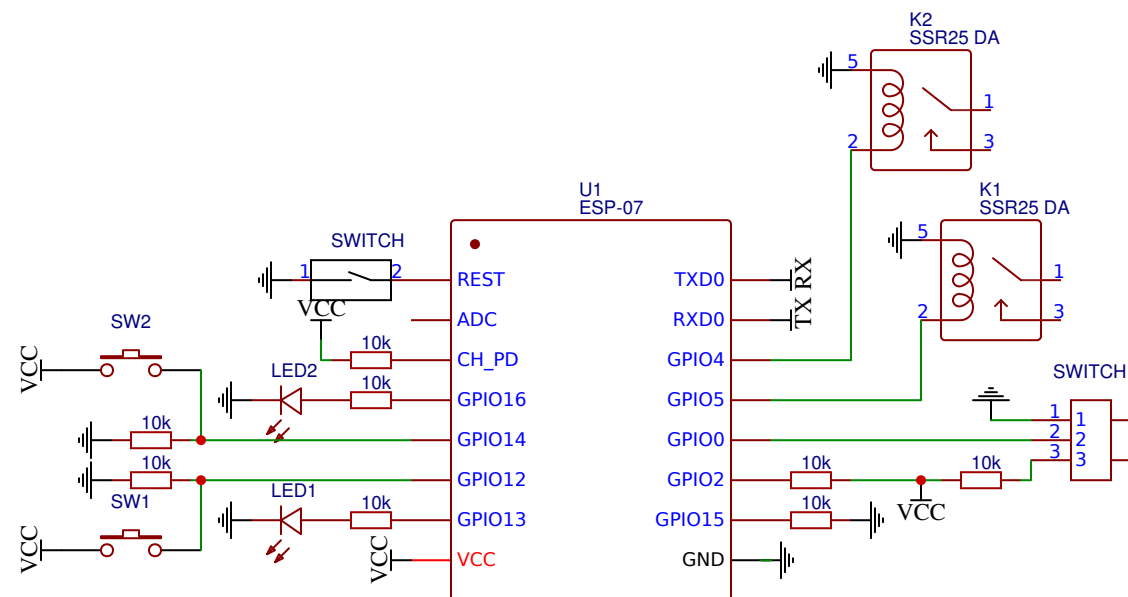 K2
SSR25 DA
5
1
2
3
K1
SSR25 DA
5
1
2
3
U1
ESP-07
SWITCH
1
2
REST
TXD0
RX
VCC
ADC
RXD0
TX
SW2
10k
CH_PD
GPIO4
VCC
LED2
10k
GPIO16
GPIO5
SWITCH
1
1
10k
GPIO14
GPIO0
2
2
3
3
10k
GPIO12
GPIO2
10k
10k
VCC
SW1
LED1
10k
GPIO13
GPIO15
10k
VCC
VCC
VCC
GND